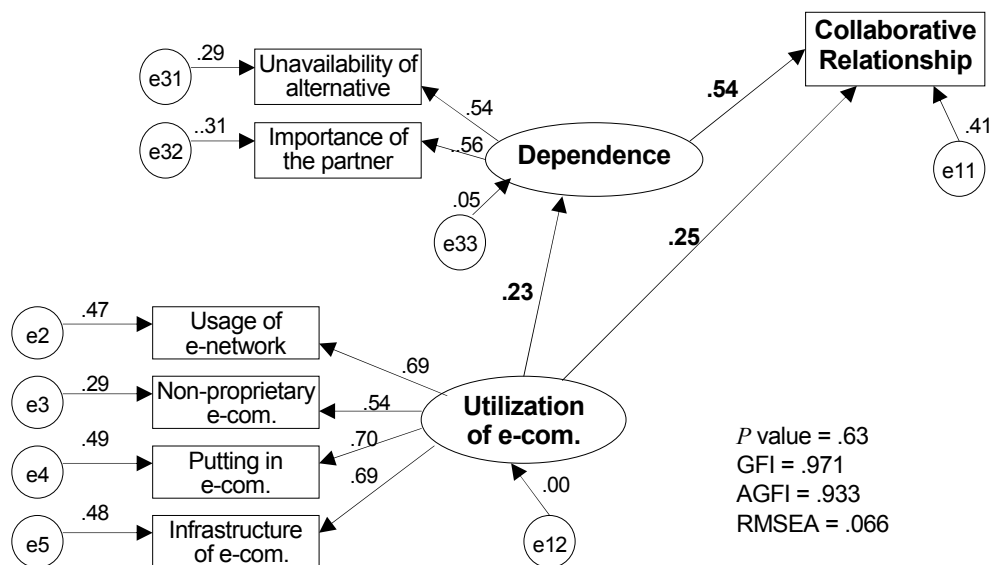 Collaborative
Relationship
.29
e31
Unavailability of
alternative
.54
.54
..31
e32
Importance of
the partner
..56
Dependence
.41
e11
.05
e33
.25
.23
.47
e2
Usage of
e-network
.69
.29
e3
Non-proprietary
e-com.
.54
Utilization
of e-com.
.49
e4
Putting in
e-com.
.70
.69
.48
e5
Infrastructure
of e-com.
.00
e12
P value = .63
GFI = .971
AGFI = .933
RMSEA = .066